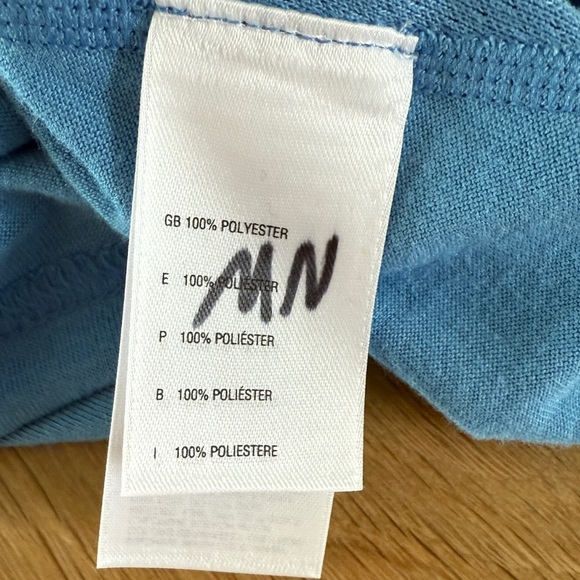 GB 100% POLYESTER
E 100% POLIÉSTER
MN
P 100% POLIÉSTER
B 100% POLIÉSTER
I 100% POLIESTERE